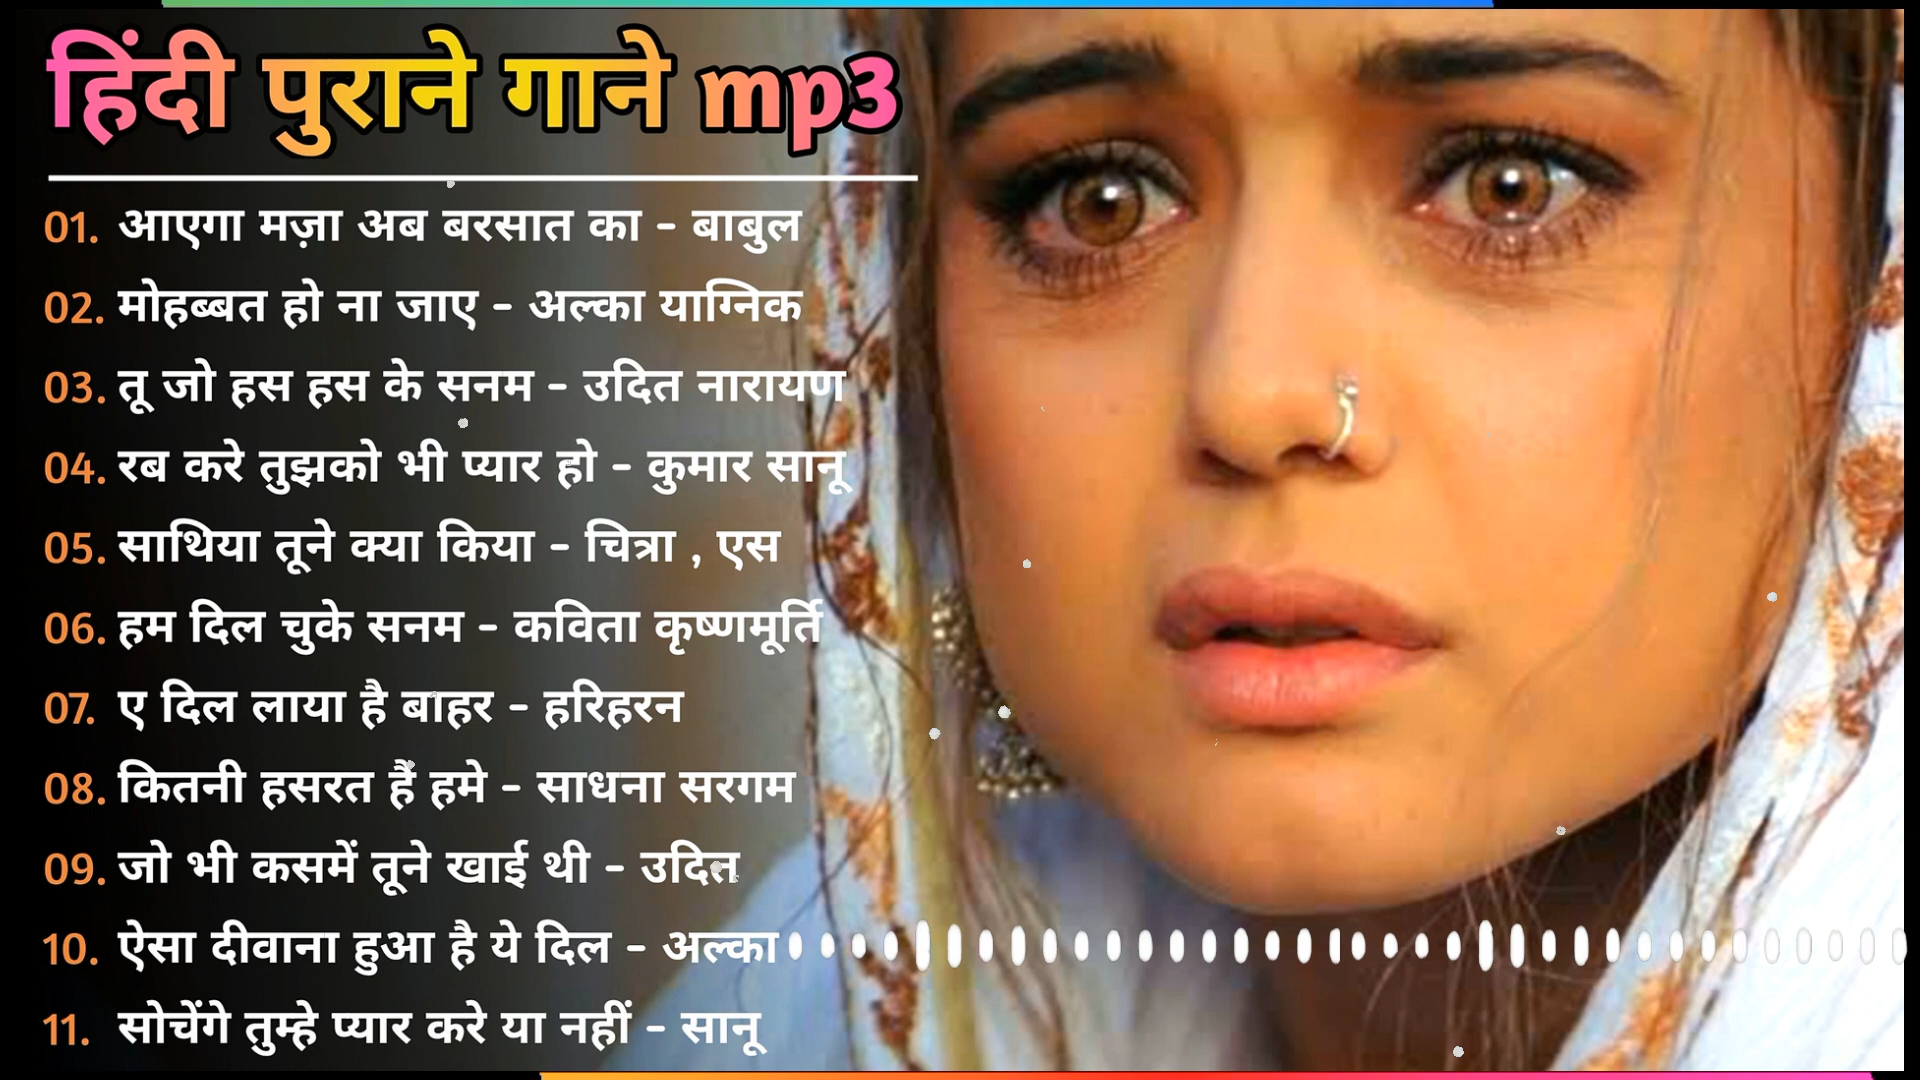 हिंदी पुराने गाने mp3
01. आएगा मज़ा अब बरसात का - बाबुल
02. मोहब्बत हो ना जाए - अल्का याग्निक
03. तू जो हस हस के सनम - उदित नारायण
04. रब करे तुझको भी प्यार हो - कुमार सानू
05. साथिया तूने क्या किया - चित्रा , एस
06. हम दिल चुके सनम - कविता कृष्णमूर्ति
07. ए दिल लाया है बाहर - हरिहरन
08. कितनी हसरत हैं हमे - साधना सरगम
09. जो भी कसमें तूने खाई थी - उदित
10. ऐसा दीवाना हुआ है ये दिल - अल्का
11. सोचेंगे तुम्हे प्यार करे या नहीं - सानू